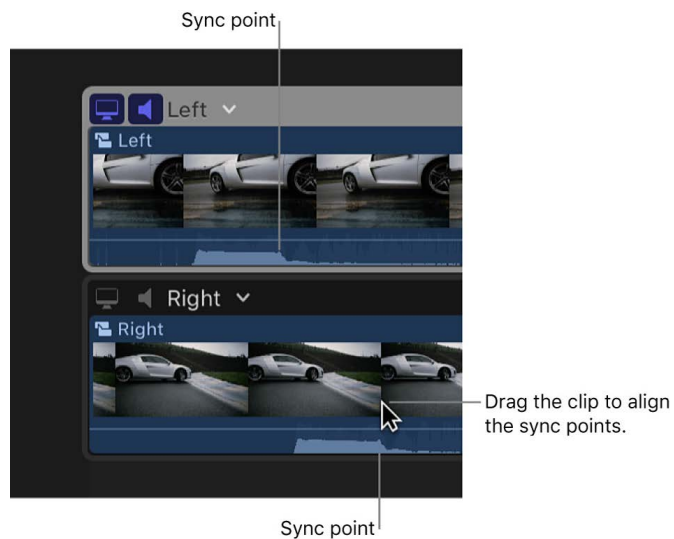 Sync point
Left
Left
Right
Right
Drag the clip to align
the sync points.
Sync point